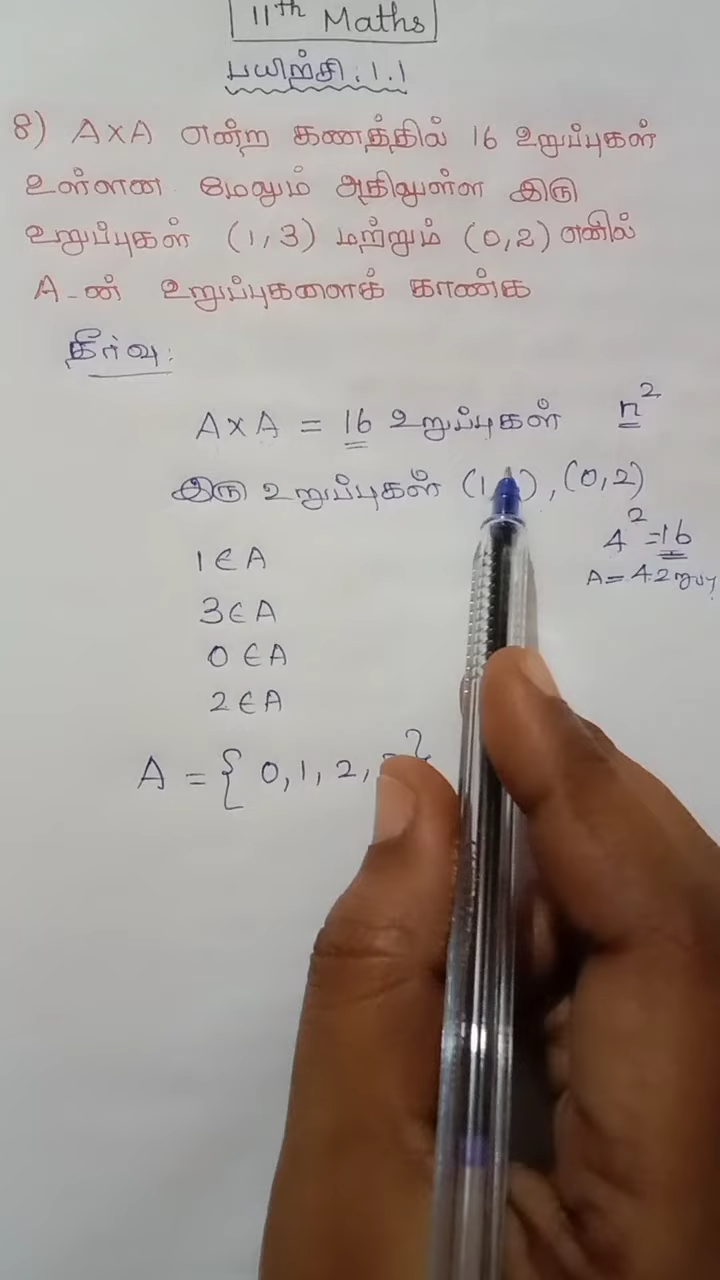 11th Maths
பயிற்சி : 1.1
8) A×A என்ற கணத்தில் 16 உறுப்புகள்
உள்ளன. மேலும் அதிலுள்ள இரு
உறுப்புகள் (1,3) மற்றும் (0,2) எனில்
A-ன் உறுப்புகளைக் காண்க
தீர்வு:
A×A = 16 உறுப்புகள் n²
இரு உறுப்புகள் (1, ), (0,2)
4² = 16
A = 4
1 ∈ A
3 ∈ A
0 ∈ A
2 ∈ A
A = { 0, 1, 2, }